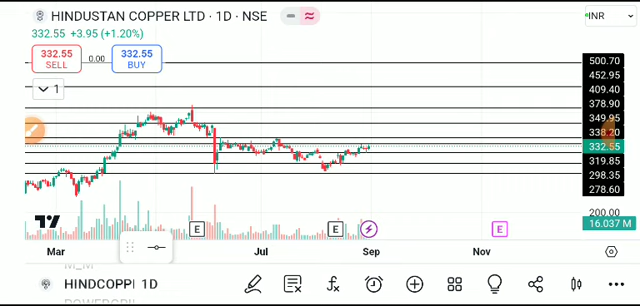 HINDUSTAN COPPER LTD · 1D · NSE
INR
332.55 +3.95 (+1.20%)
332.55 0.00 332.55
SELL BUY
1
500.70
452.95
409.40
378.90
349.95
338.20
332.55
319.85
298.35
278.60
200.00
16.037 M
E E E
Mar Jul Sep Nov
M_M
HINDCOPPI 1D